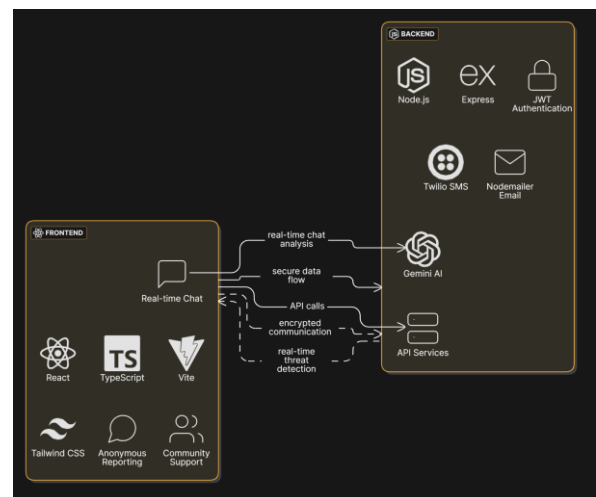 BACKEND
JS
Node.js
ex
Express
JWT
Authentication
Twilio SMS
Nodemailer
Email
FRONTEND
Real-time Chat
real-time chat
analysis
secure data
flow
API calls
encrypted
communication
real-time
threat
detection
Gemini AI
API Services
React
TS
TypeScript
Vite
Tailwind CSS
Anonymous
Reporting
Community
Support